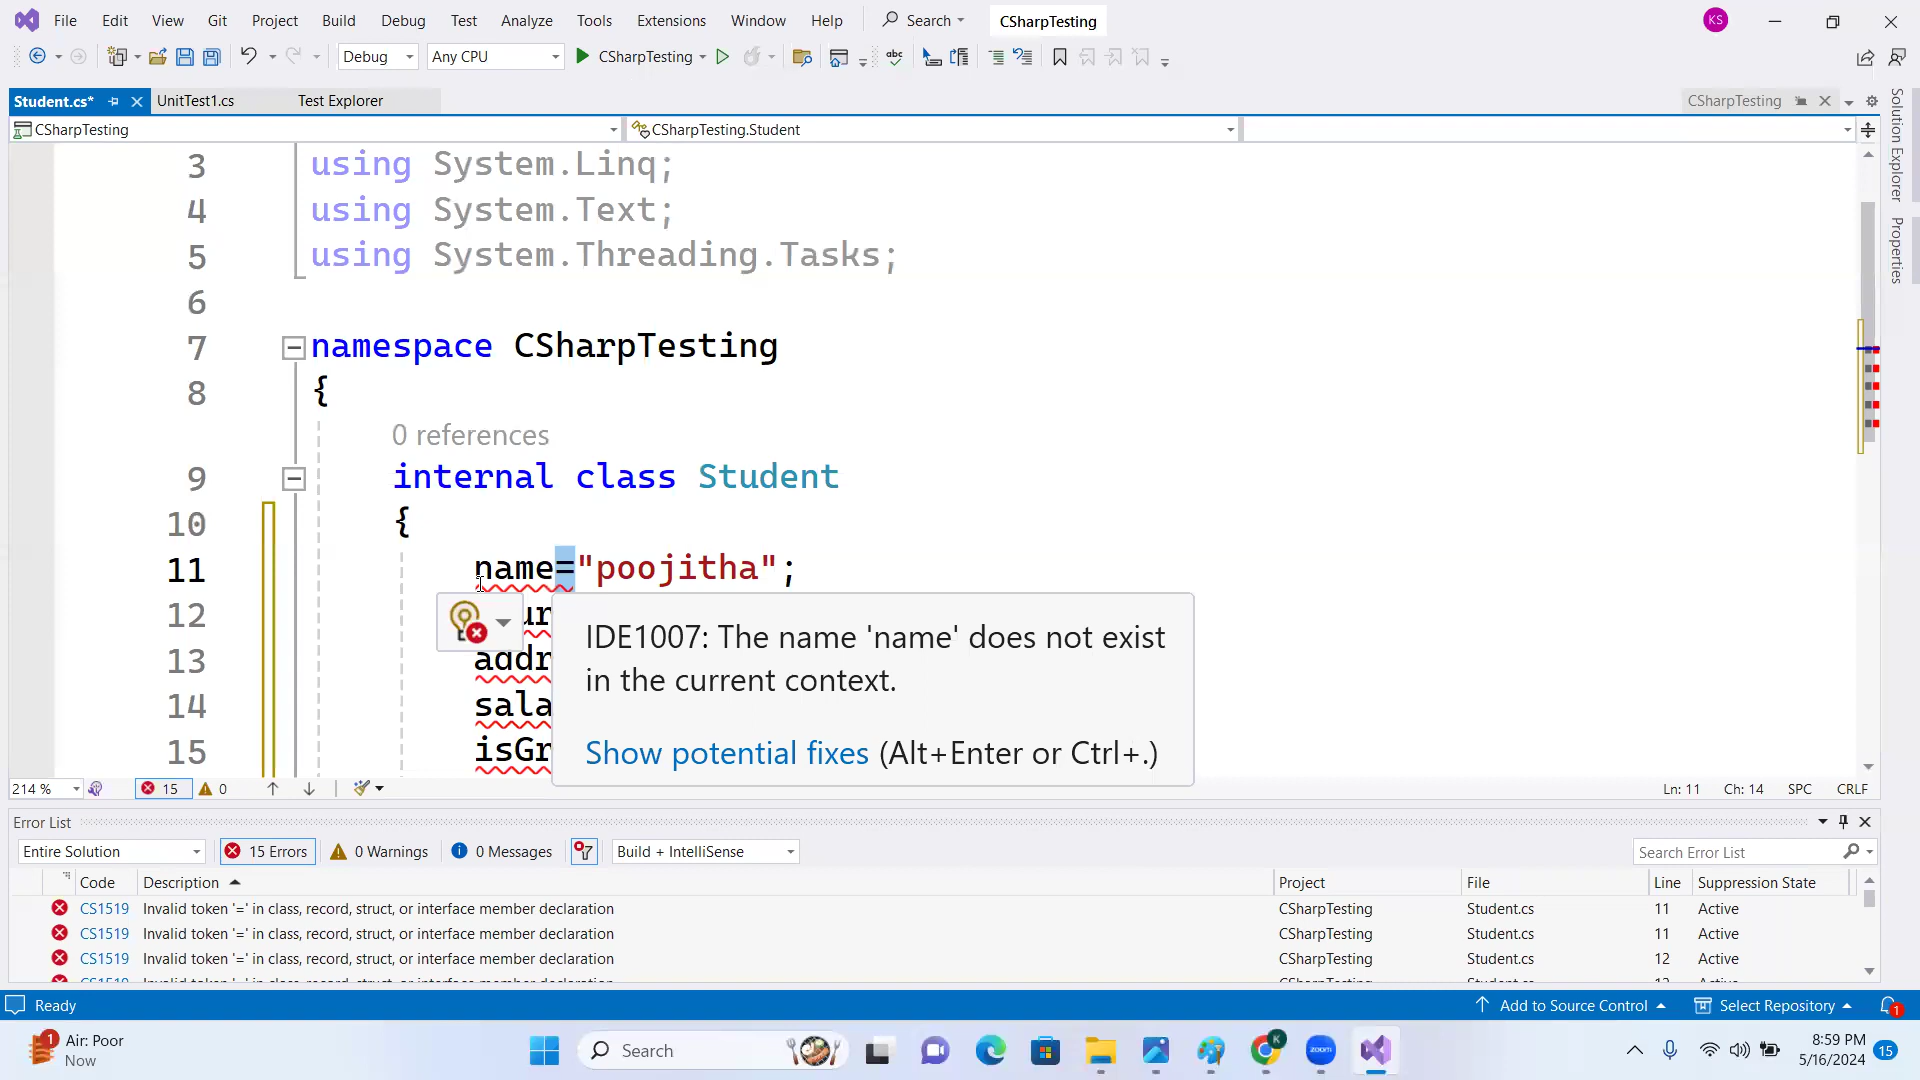 File Edit View Git Project Build Debug Test Analyze Tools Extensions Window Help Search CSharpTesting KS
Debug Any CPU CSharpTesting abc
Student.cs* UnitTest1.cs Test Explorer CSharpTesting
CSharpTesting CSharpTesting.Student
3 using System.Linq;
4 using System.Text;
5 using System.Threading.Tasks;
6
7 namespace CSharpTesting
8 {
0 references
9 internal class Student
10 {
11 name="poojitha";
12
13 addr
14 sala
15 isGr
IDE1007: The name 'name' does not exist
in the current context.
Show potential fixes (Alt+Enter or Ctrl+.)
Solution Explorer
Properties
214 % 15 0 Ln: 11 Ch: 14 SPC CRLF
Error List
Entire Solution 15 Errors 0 Warnings 0 Messages Build + IntelliSense Search Error List
Code Description Project File Line Suppression State
CS1519 Invalid token '=' in class, record, struct, or interface member declaration CSharpTesting Student.cs 11 Active
CS1519 Invalid token '=' in class, record, struct, or interface member declaration CSharpTesting Student.cs 11 Active
CS1519 Invalid token '=' in class, record, struct, or interface member declaration CSharpTesting Student.cs 12 Active
Ready Add to Source Control Select Repository 1
1 Air: Poor
Now
Search zoom K
8:59 PM
5/16/2024 15